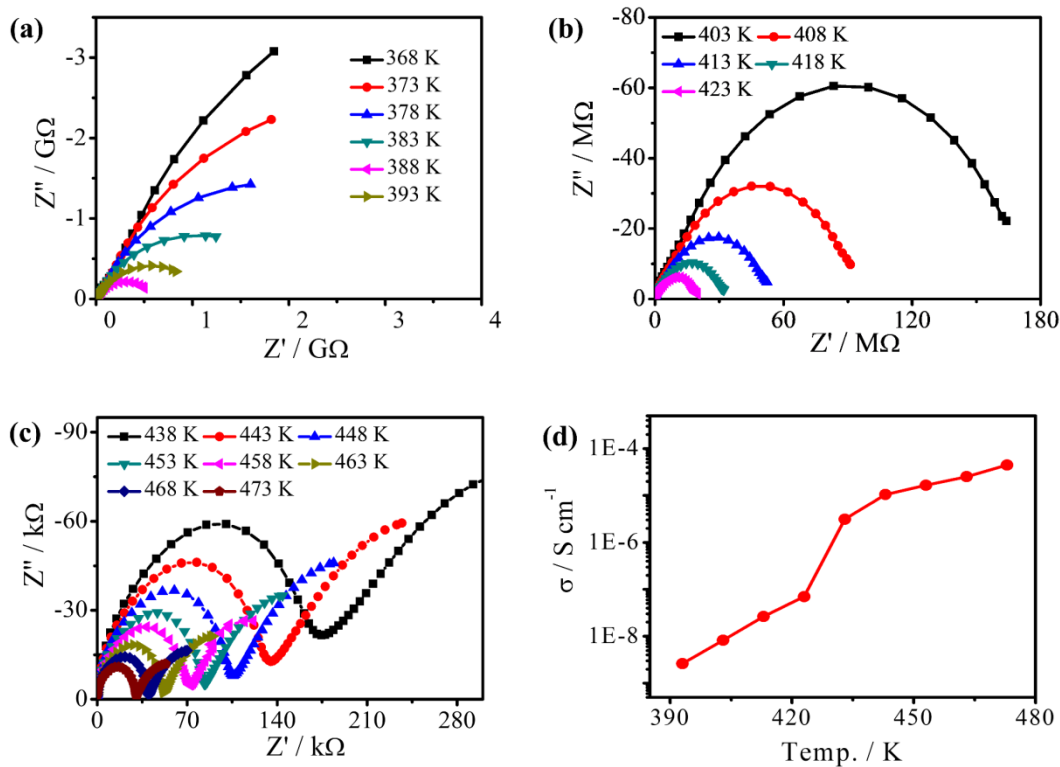 (a)
-3
-2
-1
0
Z'' / GΩ
368 K
373 K
378 K
383 K
388 K
393 K
0 1 2 3 4
Z' / GΩ
(b)
-80
-60
-40
-20
0
Z'' / MΩ
403 K 408 K
413 K 418 K
423 K
0 60 120 180
Z' / MΩ
(c)
-90
-60
-30
0
Z'' / kΩ
438 K 443 K 448 K
453 K 458 K 463 K
468 K 473 K
0 70 140 210 280
Z' / kΩ
(d)
1E-4
1E-6
1E-8
σ / S cm⁻¹
390 420 450 480
Temp. / K